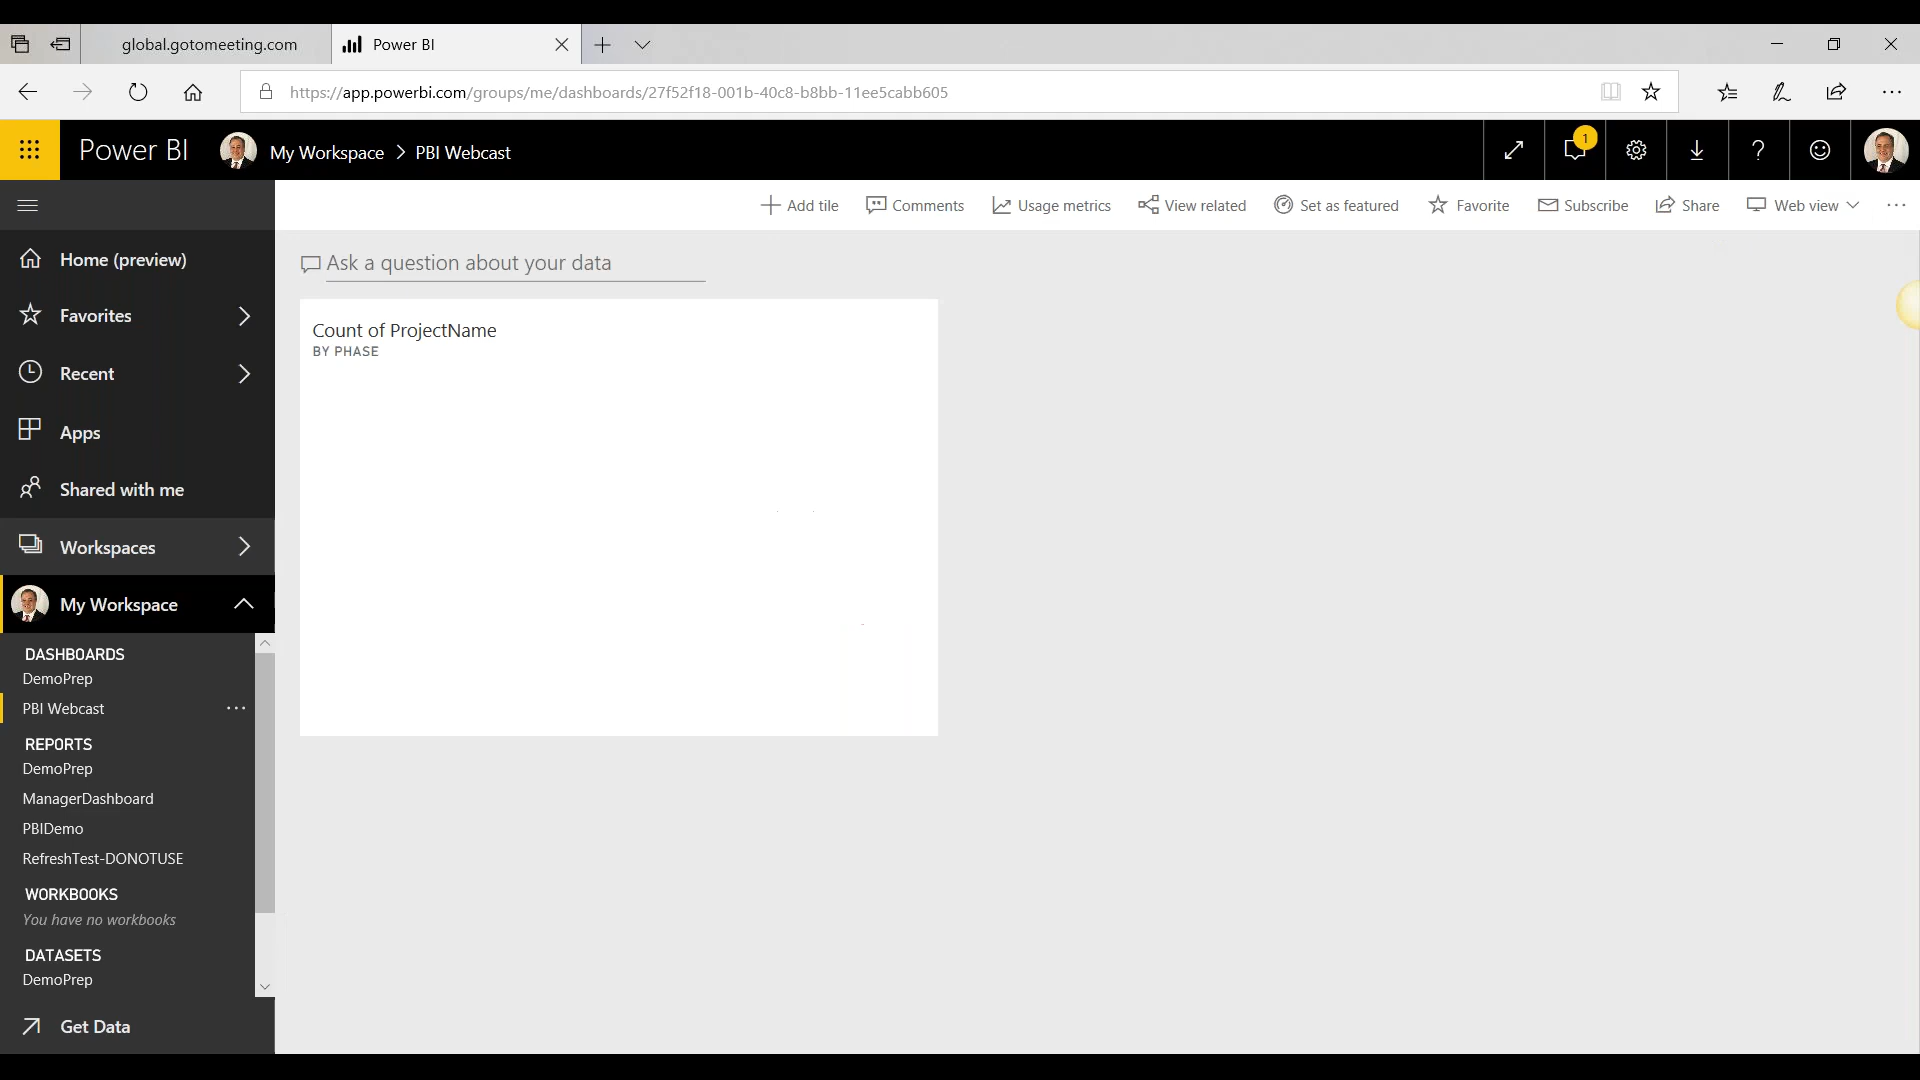 global.gotomeeting.com
Power BI
https://app.powerbi.com/groups/me/dashboards/27f52f18-001b-40c8-b8bb-11ee5cabb605
Power BI
My Workspace > PBI Webcast
1
?
Add tile
Comments
Usage metrics
View related
Set as featured
Favorite
Subscribe
Share
Web view
Home (preview)
Favorites
Recent
Apps
Shared with me
Workspaces
My Workspace
DASHBOARDS
DemoPrep
PBI Webcast
REPORTS
DemoPrep
ManagerDashboard
PBIDemo
RefreshTest-DONOTUSE
WORKBOOKS
You have no workbooks
DATASETS
DemoPrep
Get Data
Ask a question about your data
Count of ProjectName
BY PHASE